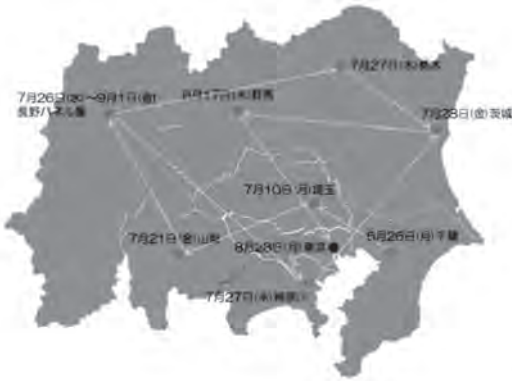 7月27日(木)栃木
7月26日(水)〜9月1日(金)
長野パネル展
8月17日(木)群馬
7月28日(金)茨城
7月10日(月)埼玉
7月21日(金)山梨
8月28日(月)東京●
6月26日(月)千葉
7月27日(木)神奈川